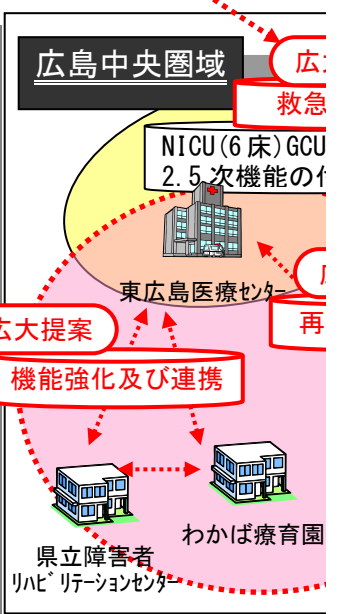 広島中央圏域
広
救急
NICU(6床)GCU
2.5次機能の
東広島医療センター
再
広大提案
機能強化及び連携
わかば療育園
県立障害者
リハビリテーションセンター